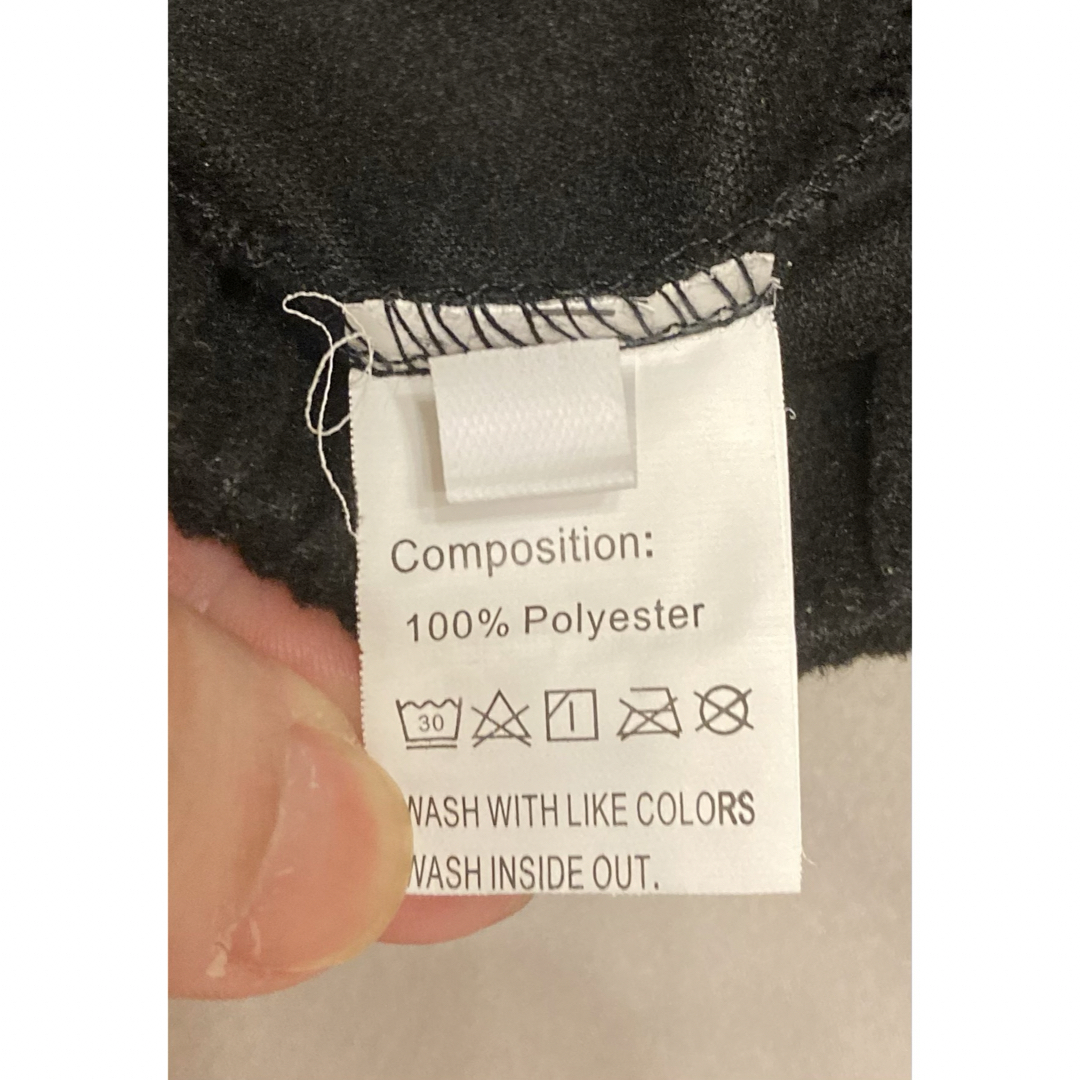 Composition:
100% Polyester
30
WASH WITH LIKE COLORS
WASH INSIDE OUT.